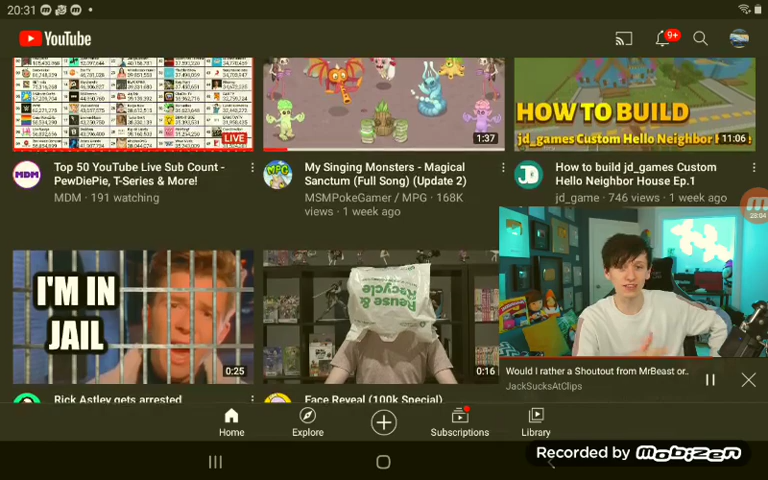 20:31
YouTube
9+
LIVE
1:37
HOW TO BUILD
jd_games Custom Hello Neighbor H
11:06
MDM
Top 50 YouTube Live Sub Count -
PewDiePie, T-Series & More!
MDM · 191 watching
MPG
My Singing Monsters - Magical
Sanctum (Full Song) (Update 2)
MSMPokeGamer / MPG · 168K
views · 1 week ago
JD
How to build jd_games Custom
Hello Neighbor House Ep.1
jd_game · 746 views · 1 week ago
28:04
I'M IN
JAIL
0:25
Reuse &
Recycle
0:16
Would I rather a Shoutout from MrBeast or..
JackSucksAtClips
Rick Astley gets arrested
Face Reveal (100k Special)
Home
Explore
Subscriptions
Library
Recorded by mobizen